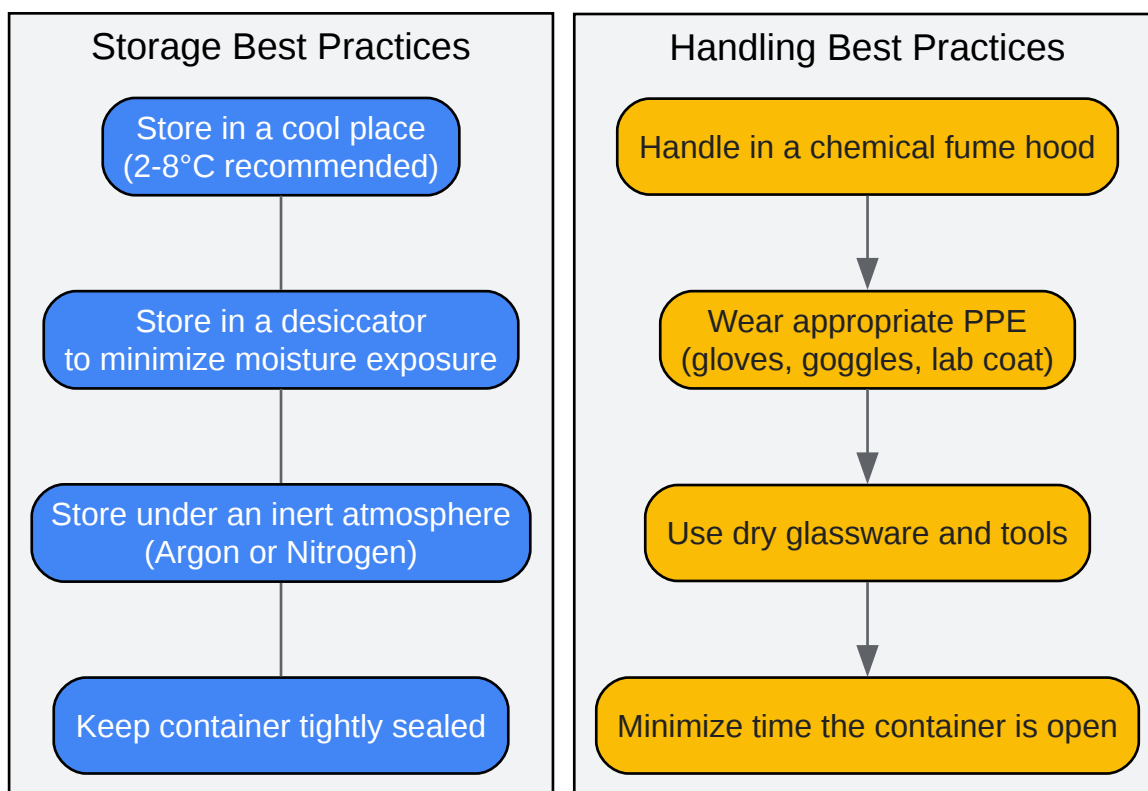 Storage Best Practices
Store in a cool place
(2-8°C recommended)
Store in a desiccator
to minimize moisture exposure
Store under an inert atmosphere
(Argon or Nitrogen)
Keep container tightly sealed
Handling Best Practices
Handle in a chemical fume hood
Wear appropriate PPE
(gloves, goggles, lab coat)
Use dry glassware and tools
Minimize time the container is open